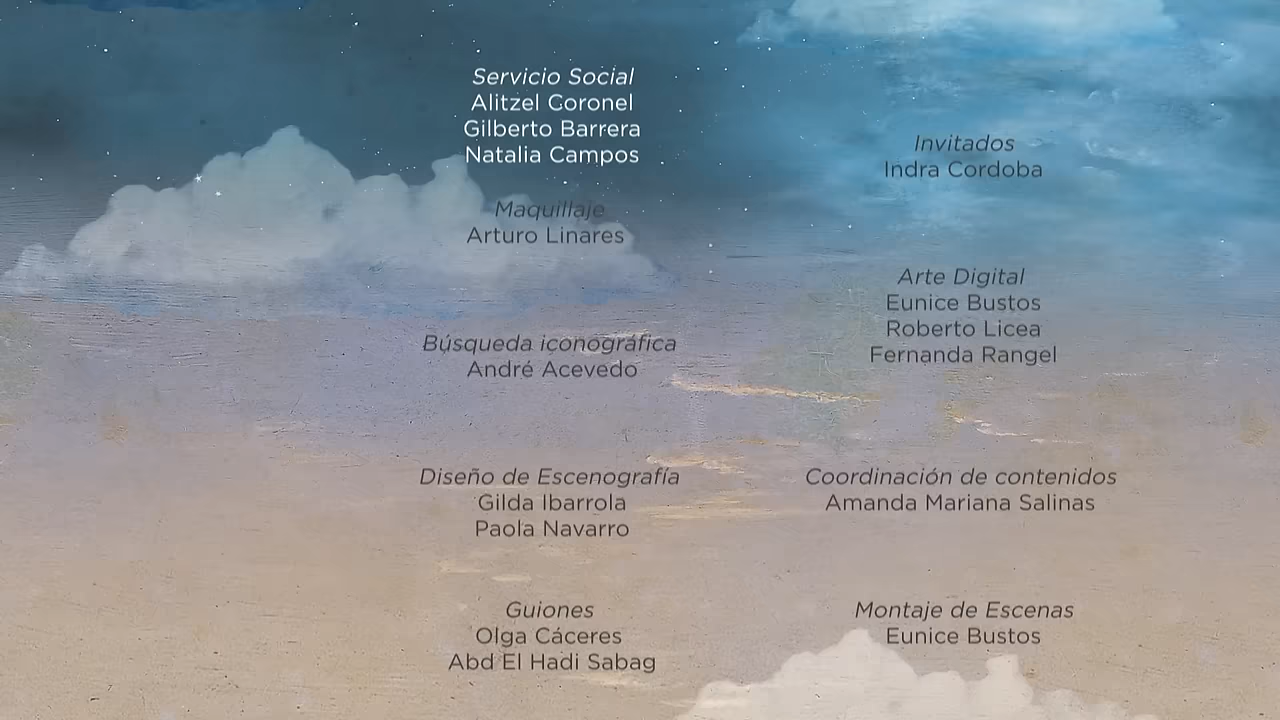 Servicio Social
Alitzel Coronel
Gilberto Barrera
Natalia Campos
Maquillaje
Arturo Linares
Búsqueda iconográfica
André Acevedo
Diseño de Escenografía
Gilda Ibarrola
Paola Navarro
Guiones
Olga Cáceres
Abd El Hadi Sabag
Invitados
Indra Cordoba
Arte Digital
Eunice Bustos
Roberto Licea
Fernanda Rangel
Coordinación de contenidos
Amanda Mariana Salinas
Montaje de Escenas
Eunice Bustos